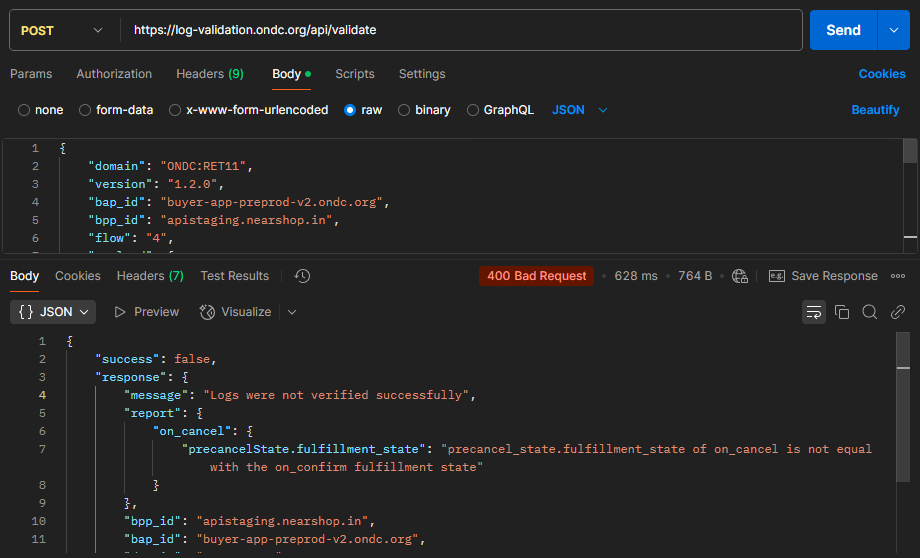 POST https://log-validation.ondc.org/api/validate Send
Params Authorization Headers (9) Body Scripts Settings Cookies
none form-data x-www-form-urlencoded raw binary GraphQL JSON Beautify
1 {
2 "domain": "ONDC:RET11",
3 "version": "1.2.0",
4 "bap_id": "buyer-app-preprod-v2.ondc.org",
5 "bpp_id": "apistaging.nearshop.in",
6 "flow": "4",
Body Cookies Headers (7) Test Results 400 Bad Request 628 ms 764 B e.g. Save Response
{} JSON Preview Visualize
1 {
2 "success": false,
3 "response": {
4 "message": "Logs were not verified successfully",
5 "report": {
6 "on_cancel": {
7 "precancelState.fulfillment_state": "precancel_state.fulfillment_state of on_cancel is not equal
with the on_confirm fulfillment state"
8 }
9 },
10 "bpp_id": "apistaging.nearshop.in",
11 "bap_id": "buyer-app-preprod-v2.ondc.org",